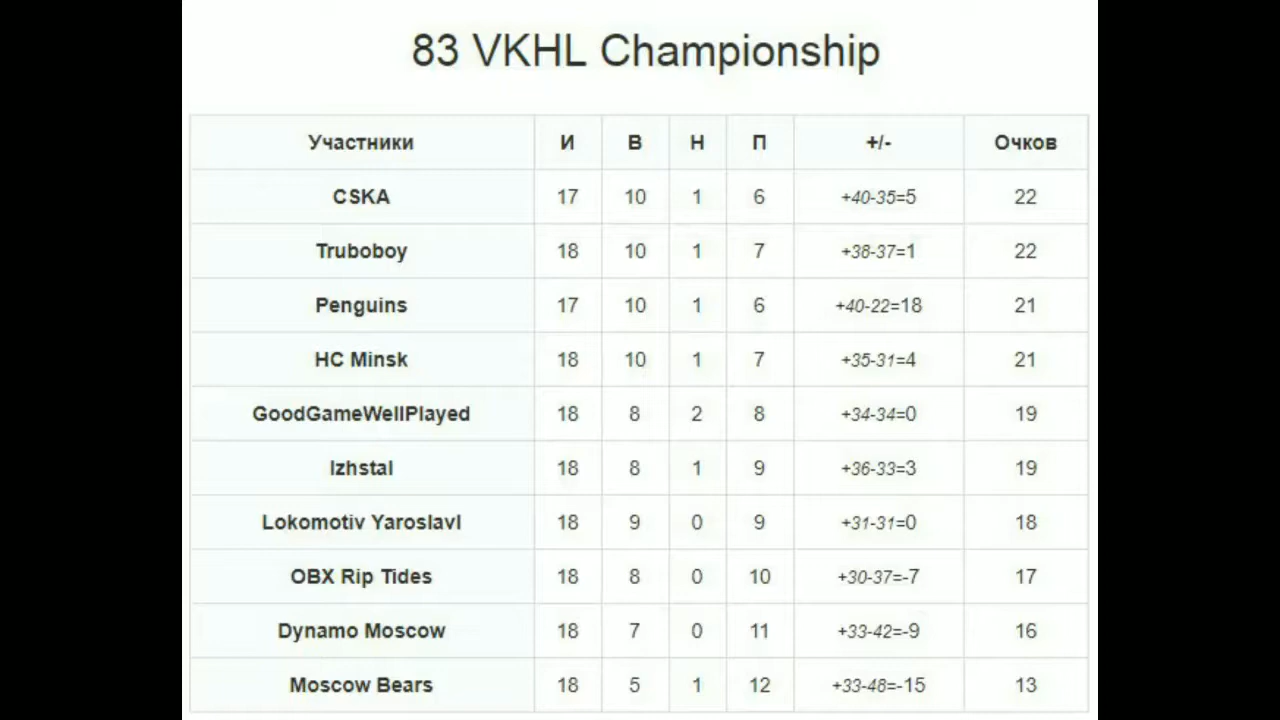 83 VKHL Championship
Участники И В Н П +/- Очков
CSKA 17 10 1 6 +40-35=5 22
Truboboy 18 10 1 7 +38-37=1 22
Penguins 17 10 1 6 +40-22=18 21
HC Minsk 18 10 1 7 +35-31=4 21
GoodGameWellPlayed 18 8 2 8 +34-34=0 19
Izhstal 18 8 1 9 +36-33=3 19
Lokomotiv Yaroslavl 18 9 0 9 +31-31=0 18
OBX Rip Tides 18 8 0 10 +30-37=-7 17
Dynamo Moscow 18 7 0 11 +33-42=-9 16
Moscow Bears 18 5 1 12 +33-48=-15 13